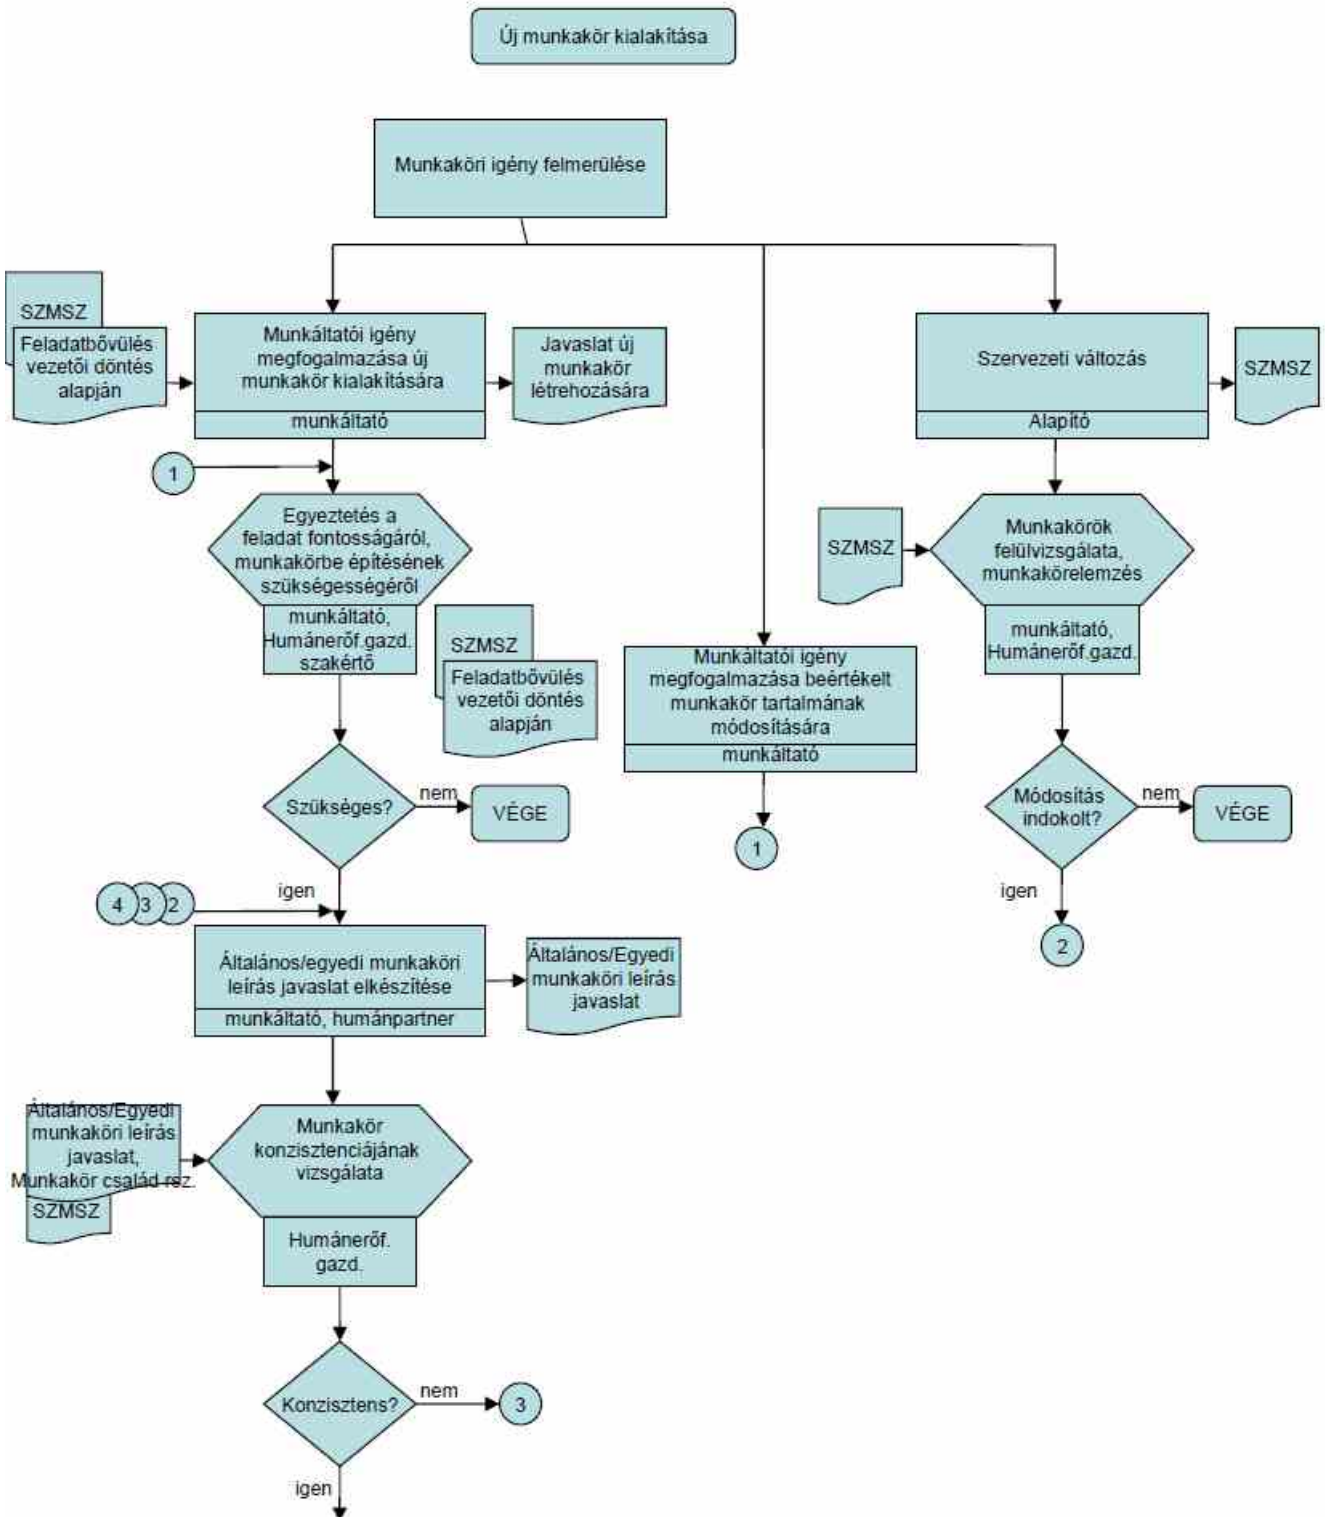 Új munkakör kialakítása
Munkaköri igény felmerülése
SZMSZ
Feladatbővülés
vezetői döntés
alapján
Munkáltatói igény
megfogalmazása új
munkakör kialakítására
munkáltató
Javaslat új
munkakör
létrehozására
Szervezeti változás
Alapító
SZMSZ
1
Egyeztetés a
feladat fontosságáról,
munkakörbe építésének
szükségességéről
munkáltató,
Humánerőf.gazd.
szakértő
SZMSZ
Feladatbővülés
vezetői döntés
alapján
Munkáltatói igény
megfogalmazása beértékelt
munkakör tartalmának
módosítására
munkáltató
SZMSZ
Munkakörök
felülvizsgálata,
munkakörelemzés
munkáltató,
Humánerőf.gazd.
Szükséges?
nem
VÉGE
igen
1
Módosítás
indokolt?
nem
VÉGE
igen
2
4 3 2
Általános/egyedi munkaköri
leírás javaslat elkészítése
munkáltató, humánpartner
Általános/Egyedi
munkaköri leírás
javaslat
Általános/Egyedi
munkaköri leírás
javaslat,
Munkakör család rsz.
SZMSZ
Munkakör
konzisztenciájának
vizsgálata
Humánerőf.
gazd.
Konzisztens?
nem
3
igen